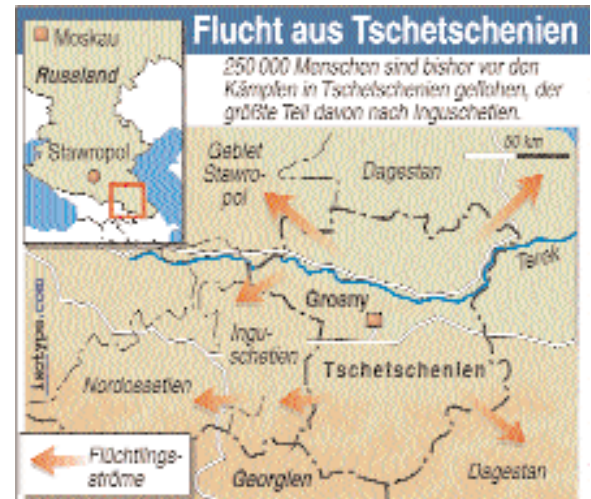 Flucht aus Tschetschenien
250 000 Menschen sind bisher vor den
Kämpfen in Tschetschenien geflohen, der
größte Teil davon nach Inguschetien.
Moskau
Russland
Stawropol
50 km
Gebiet
Stawro-
pol
Dagestan
Terek
Grosny
Ingu-
schetien
Tschetschenien
Nordossetien
Georgien
Dagestan
Flüchtlings-
ströme